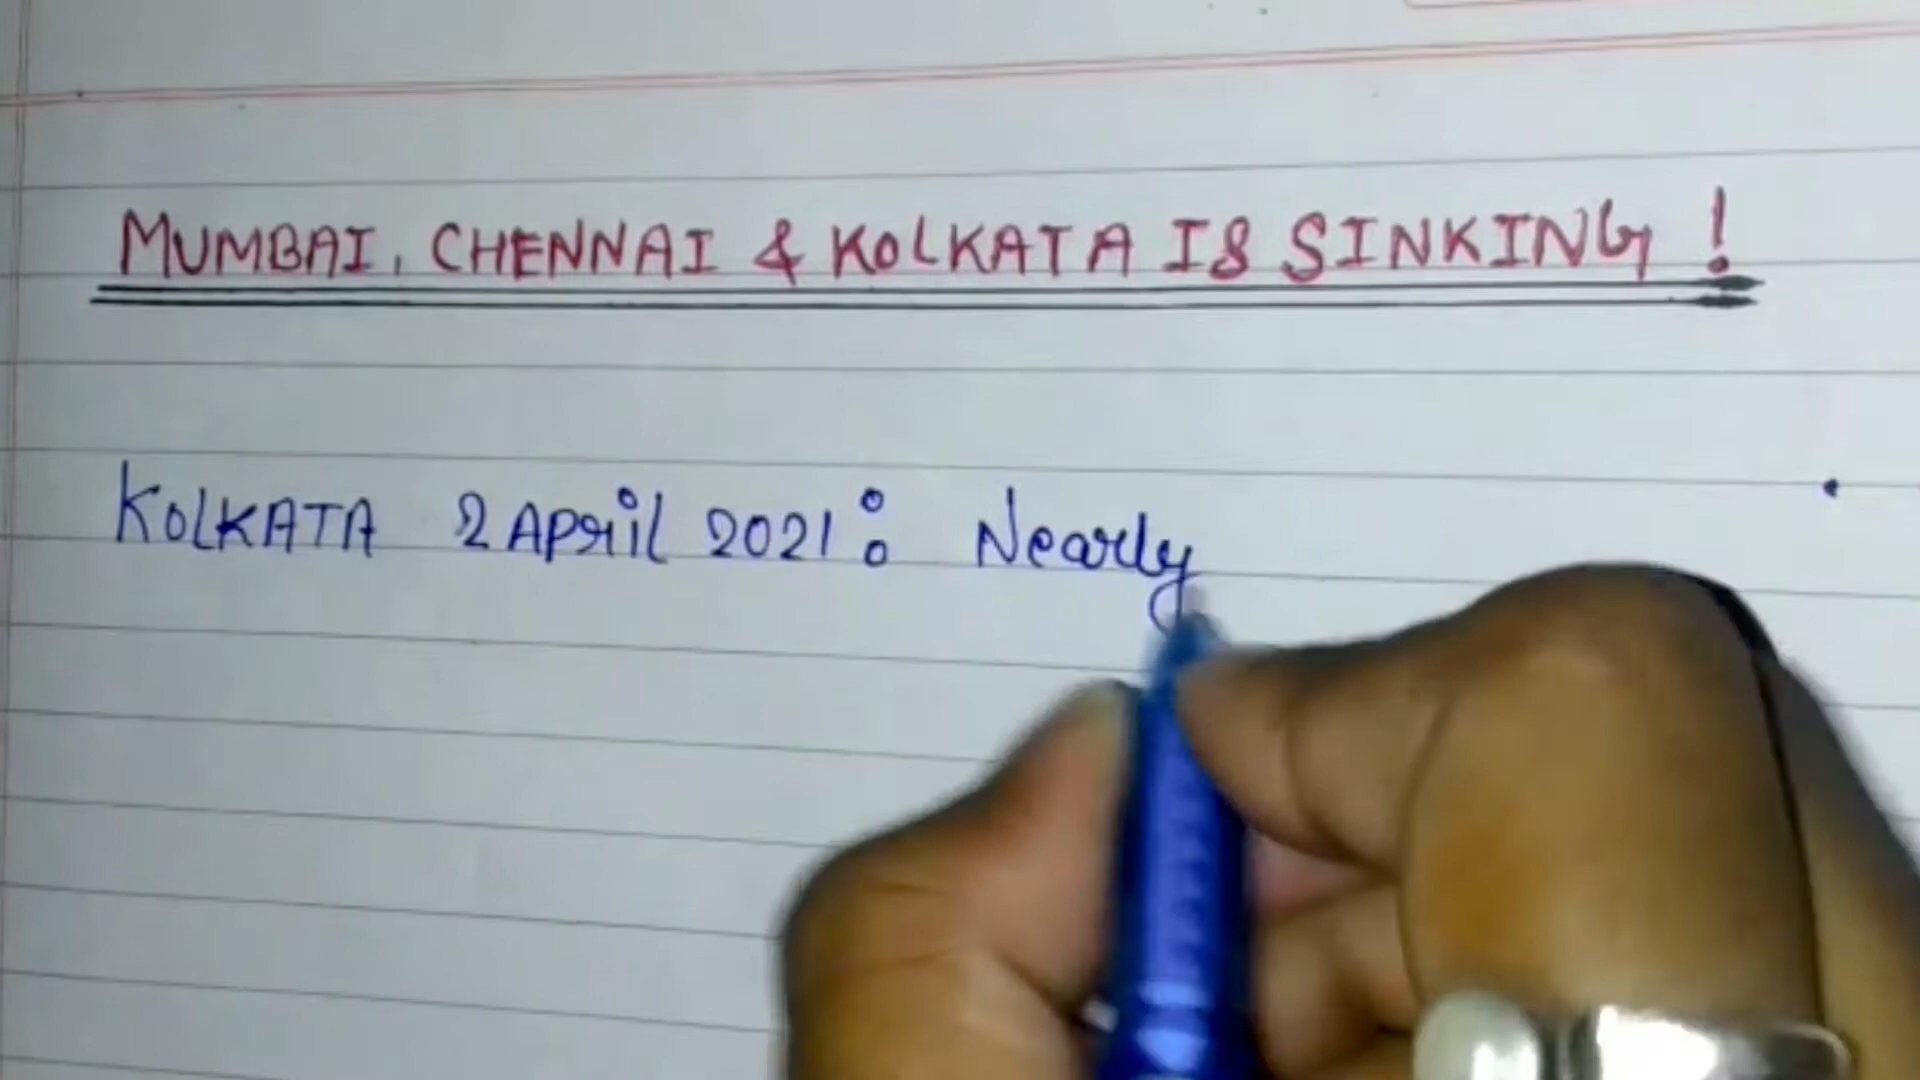 MUMBAI, CHENNAI & KOLKATA IS SINKING!
KOLKATA 2 April 2021: Nearly